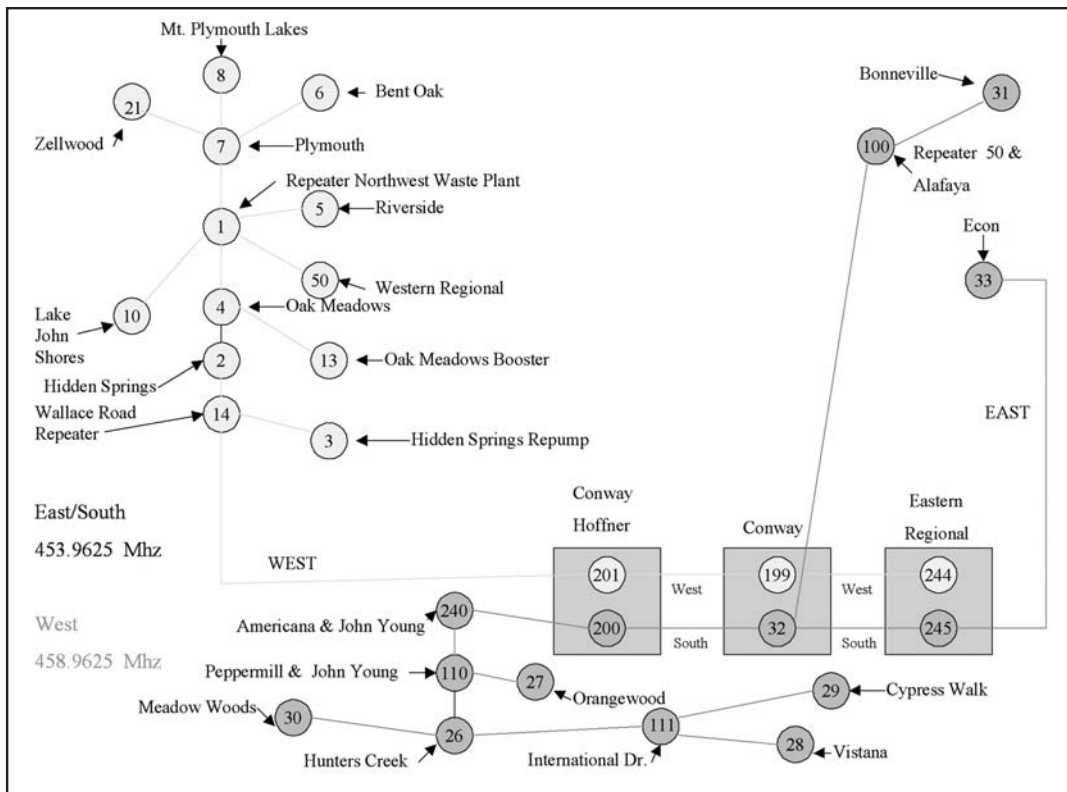 Mt. Plymouth Lakes
8
6
Bent Oak
21
Zellwood
7
Plymouth
Repeater Northwest Waste Plant
5
Riverside
1
50
Western Regional
10
Lake
John
Shores
4
Oak Meadows
2
13
Oak Meadows Booster
Hidden Springs
14
Wallace Road
Repeater
3
Hidden Springs Repump
Bonneville
31
100
Repeater 50 &
Alafaya
Econ
33
EAST
East/South
453.9625 Mhz
West
458.9625 Mhz
WEST
Conway
Hoffner
Conway
Eastern
Regional
201
West
199
West
244
200
South
32
South
245
240
Americana & John Young
110
Peppermill & John Young
27
Orangewood
Meadow Woods
30
26
Hunters Creek
111
International Dr.
29
Cypress Walk
28
Vistana